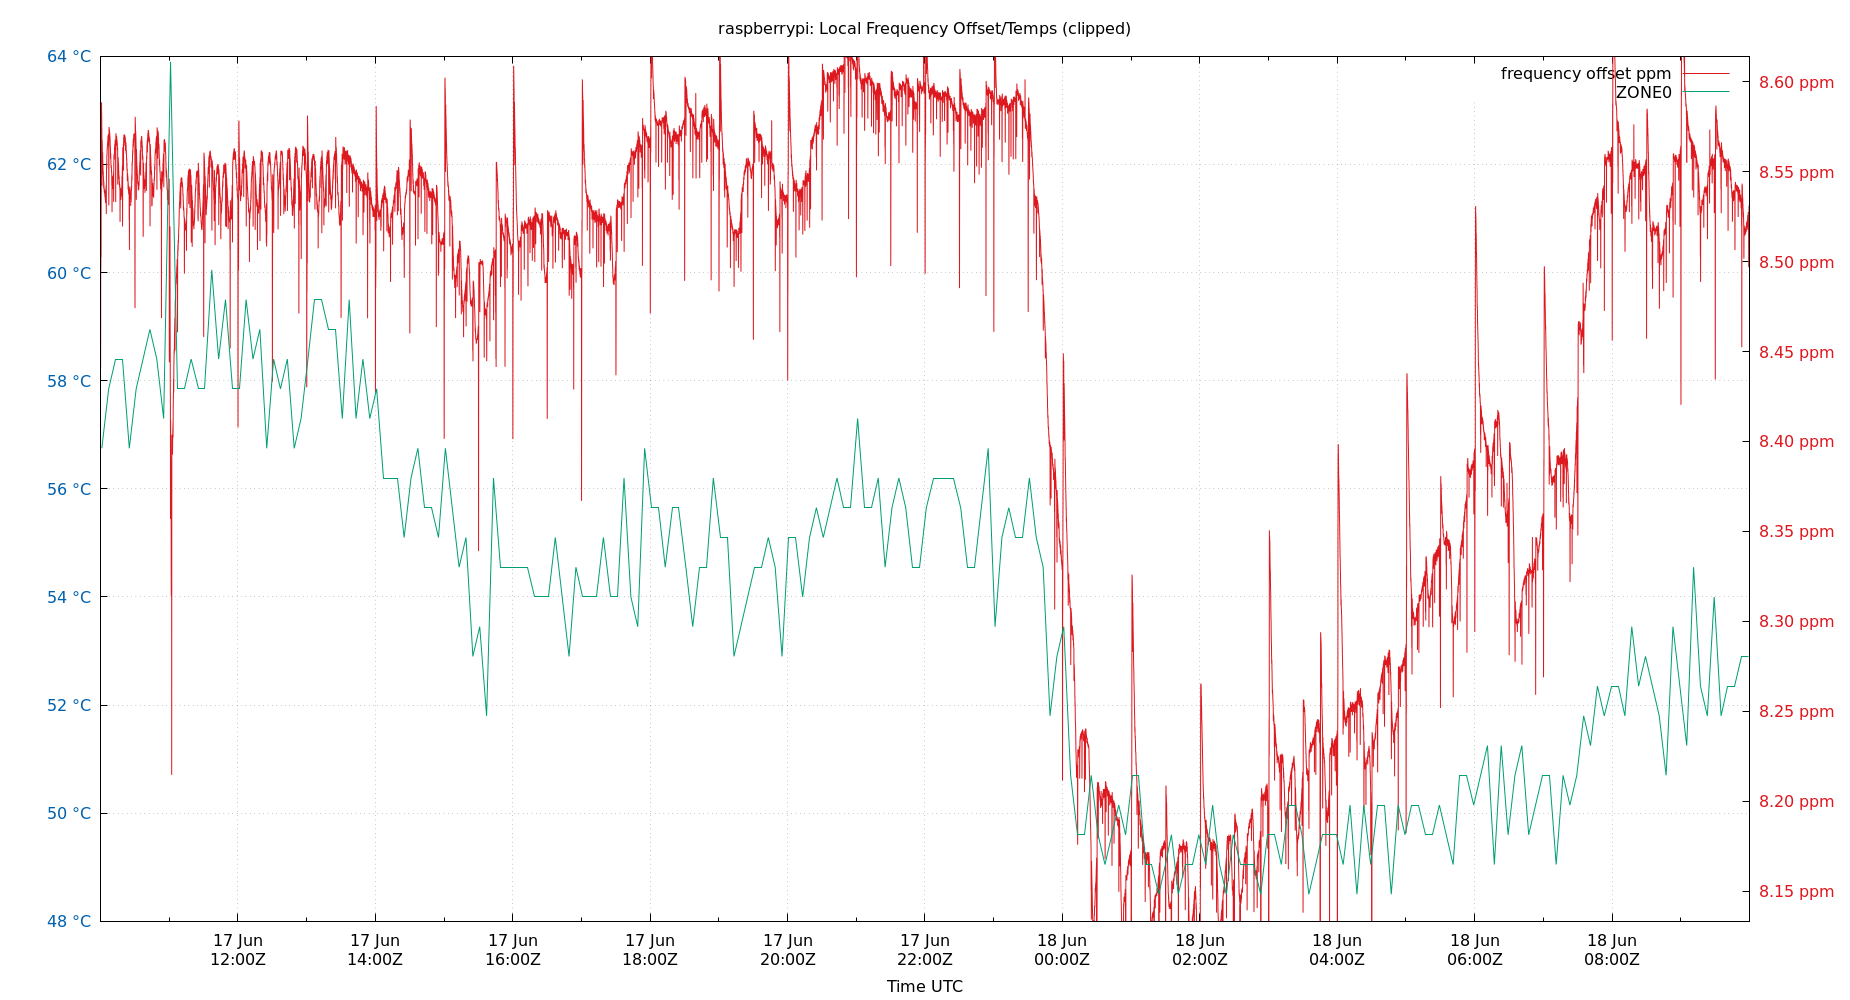 raspberrypi: Local Frequency Offset/Temps (clipped)
64 °C
62 °C
60 °C
58 °C
56 °C
54 °C
52 °C
50 °C
48 °C
frequency offset ppm
ZONE0
8.60 ppm
8.55 ppm
8.50 ppm
8.45 ppm
8.40 ppm
8.35 ppm
8.30 ppm
8.25 ppm
8.20 ppm
8.15 ppm
17 Jun 17 Jun 17 Jun 17 Jun 17 Jun 17 Jun 18 Jun 18 Jun 18 Jun 18 Jun 18 Jun
12:00Z 14:00Z 16:00Z 18:00Z 20:00Z 22:00Z 00:00Z 02:00Z 04:00Z 06:00Z 08:00Z
Time UTC